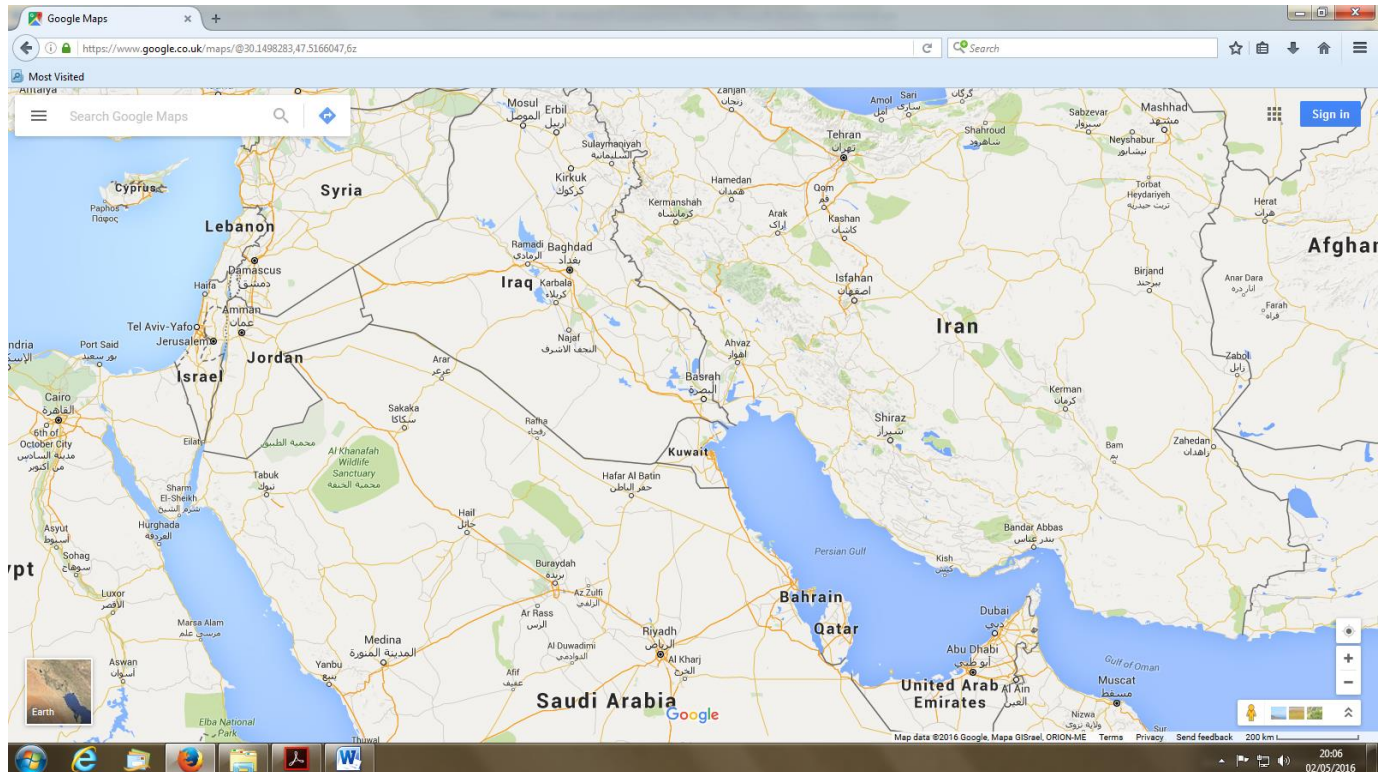 Google Maps
https://www.google.co.uk/maps/@30.1498283,47.5166047,6z
Search
Most Visited
Antalya
Search Google Maps
Sign in
Mosul
الموصل
Erbil
اربيل
Zanjan
زنجان
Amol
آمل
Sari
ساری
گرگان
Sabzevar
سبزوار
Mashhad
مشهد
Tehran
تهران
Shahroud
شاهرود
Neyshabur
نیشابور
Sulaymaniyah
السليمانية
Kirkuk
كركوك
Hamedan
همدان
Qom
قم
Torbat
Heydariyeh
تربت حیدریه
Herat
هرات
Cyprus
Paphos
Πάφος
Syria
Kermanshah
کرمانشاه
Arak
اراک
Kashan
کاشان
Lebanon
Afghan
Ramadi
الرمادي
Baghdad
بغداد
Damascus
دمشق
Haifa
Iraq
Karbala
كربلاء
Isfahan
اصفهان
Birjand
بیرجند
Anar Dara
انار دره
Farah
فراه
Amman
عمان
Tel Aviv-Yafo
Jerusalem
Iran
ndria
Port Said
بور سعيد
Jordan
Najaf
النجف الاشرف
Ahvaz
اهواز
Arar
عرعر
Zabol
زابل
Israel
Basrah
البصرة
Kerman
کرمان
Cairo
القاهرة
6th of
October City
مدينة السادس
من أكتوبر
Sakaka
سكاكا
Rafha
رفحاء
Shiraz
شیراز
Eilat
محمية الطبيق
Al Khanafah
Wildlife
Sanctuary
محمية الخنفة
Kuwait
Bam
بم
Zahedan
زاهدان
Tabuk
تبوك
Hafar Al Batin
حفر الباطن
Sharm
El-Sheikh
شرم الشيخ
Hail
حائل
Hurghada
الغردقة
Asyut
أسيوط
Bandar Abbas
بندر عباس
Sohag
سوهاج
Persian Gulf
Kish
کیش
ypt
Buraydah
بريدة
Az Zulfi
الزلفي
Luxor
الأقصر
Bahrain
Ar Rass
الرس
Dubai
دبي
Marsa Alam
مرسى علم
Qatar
Medina
المدينة المنورة
Riyadh
الرياض
Al Duwadimi
الدوادمي
Abu Dhabi
أبو ظبي
Yanbu
ينبع
Al Kharj
الخرج
Gulf of Oman
Aswan
أسوان
Afif
عفيف
United Arab
Emirates
Al Ain
العين
Muscat
مسقط
Earth
Saudi Arabia
Google
Nizwa
ولاية نزوى
Elba National
Park
Sur
Thuwal
Map data ©2016 Google, Mapa GISrael, ORION-ME Terms Privacy Send feedback 200 km
20:06
02/05/2016